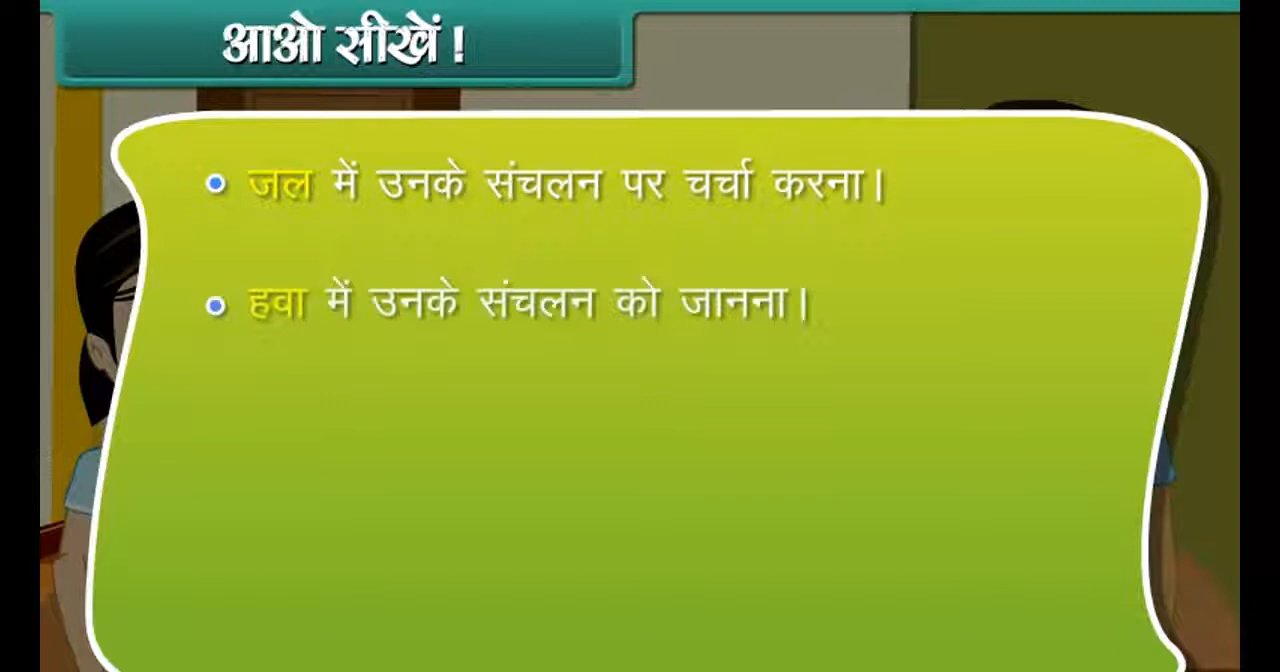 आओ सीखें!
जल में उनके संचलन पर चर्चा करना।
हवा में उनके संचलन को जानना।